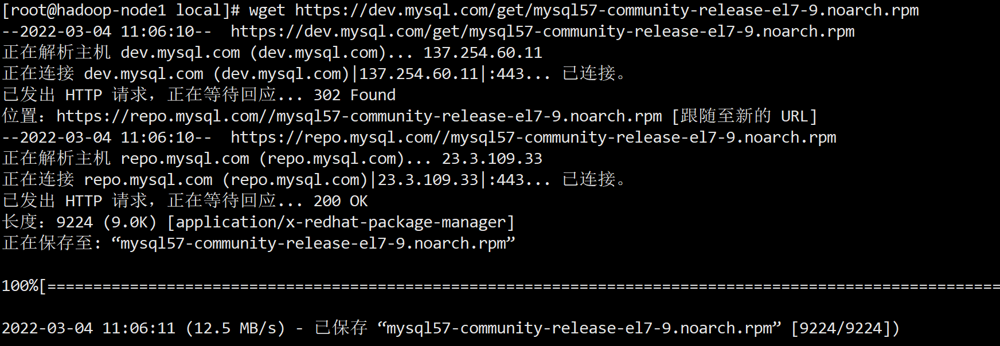 [root@hadoop-node1 local]# wget https://dev.mysql.com/get/mysql57-community-release-el7-9.noarch.rpm
--2022-03-04 11:06:10--  https://dev.mysql.com/get/mysql57-community-release-el7-9.noarch.rpm
正在解析主机 dev.mysql.com (dev.mysql.com)... 137.254.60.11
正在连接 dev.mysql.com (dev.mysql.com)|137.254.60.11|:443... 已连接。
已发出 HTTP 请求，正在等待回应... 302 Found
位置：https://repo.mysql.com//mysql57-community-release-el7-9.noarch.rpm [跟随至新的 URL]
--2022-03-04 11:06:10--  https://repo.mysql.com//mysql57-community-release-el7-9.noarch.rpm
正在解析主机 repo.mysql.com (repo.mysql.com)... 23.3.109.33
正在连接 repo.mysql.com (repo.mysql.com)|23.3.109.33|:443... 已连接。
已发出 HTTP 请求，正在等待回应... 200 OK
长度：9224 (9.0K) [application/x-redhat-package-manager]
正在保存至: “mysql57-community-release-el7-9.noarch.rpm”
100%[========================================================================================================
2022-03-04 11:06:11 (12.5 MB/s) - 已保存 “mysql57-community-release-el7-9.noarch.rpm” [9224/9224])